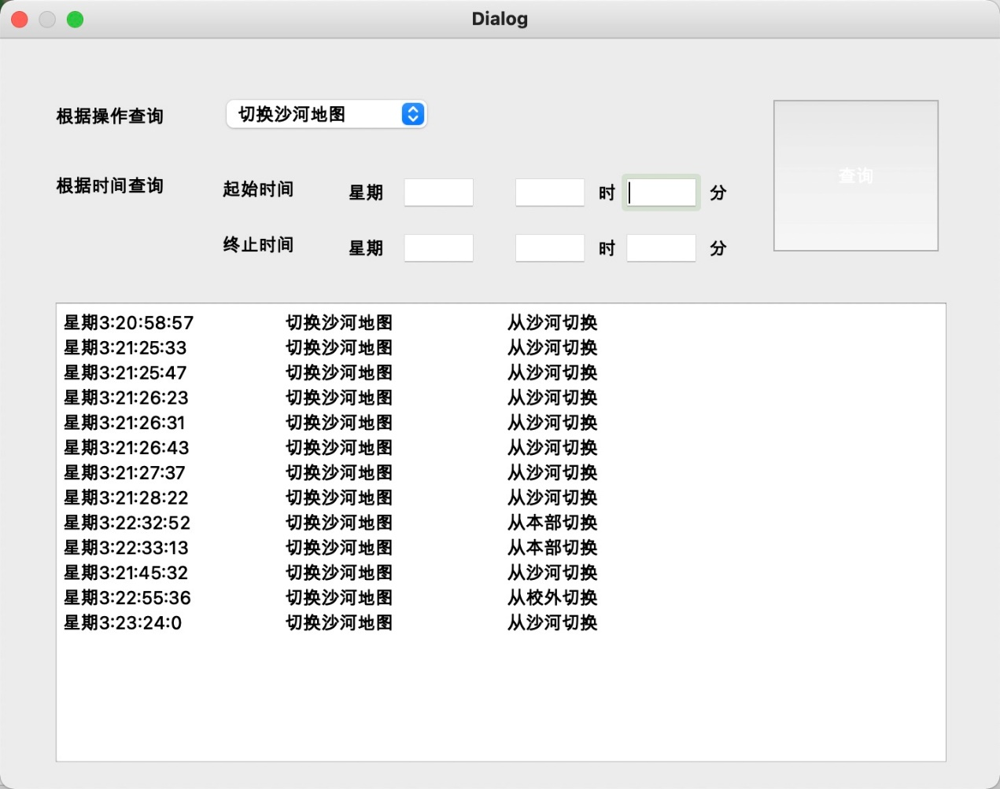 Dialog
根据操作查询 切换沙河地图
查询
根据时间查询 起始时间 星期 时 分
终止时间 星期 时 分
星期3:20:58:57 切换沙河地图 从沙河切换
星期3:21:25:33 切换沙河地图 从沙河切换
星期3:21:25:47 切换沙河地图 从沙河切换
星期3:21:26:23 切换沙河地图 从沙河切换
星期3:21:26:31 切换沙河地图 从沙河切换
星期3:21:26:43 切换沙河地图 从沙河切换
星期3:21:27:37 切换沙河地图 从沙河切换
星期3:21:28:22 切换沙河地图 从沙河切换
星期3:22:32:52 切换沙河地图 从本部切换
星期3:22:33:13 切换沙河地图 从本部切换
星期3:21:45:32 切换沙河地图 从沙河切换
星期3:22:55:36 切换沙河地图 从校外切换
星期3:23:24:0 切换沙河地图 从沙河切换